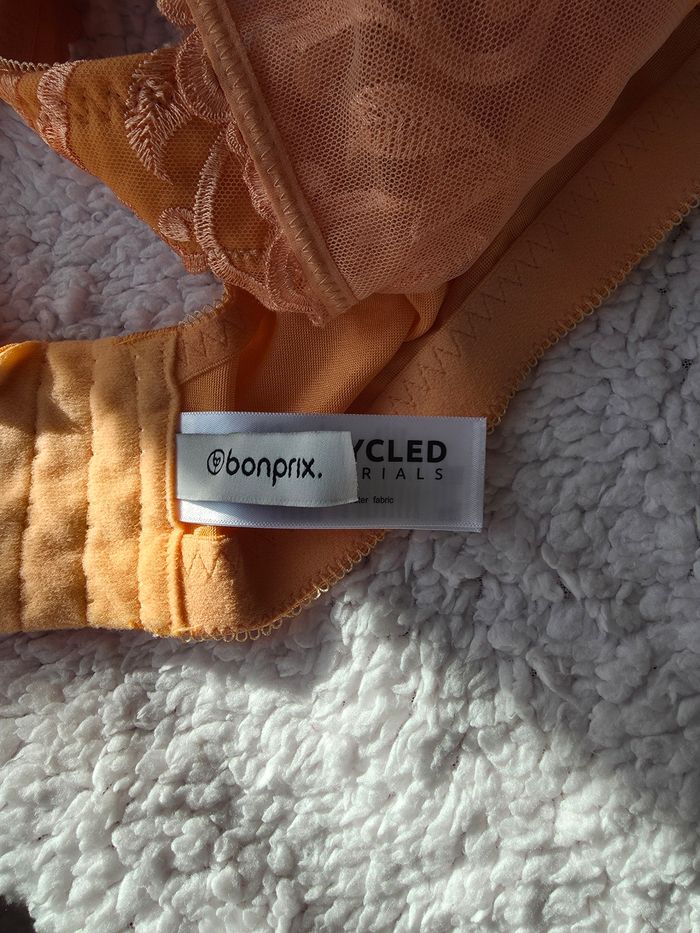 bonprix.
YCLED
RIALS
ter fabric